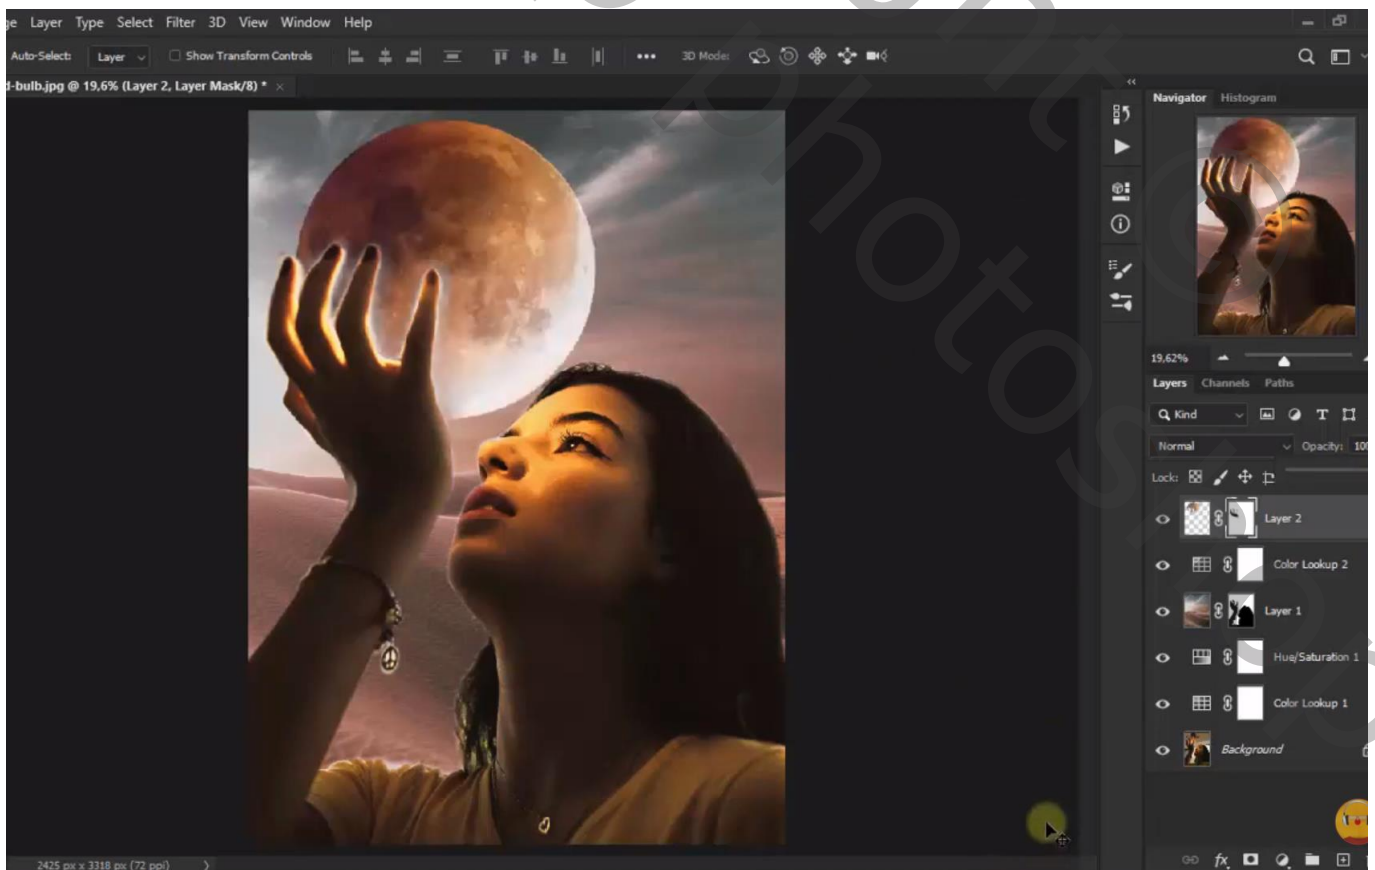 ge Layer Type Select Filter 3D View Window Help
Auto-Select: Layer Show Transform Controls 3D Mode:
d-bulb.jpg @ 19,6% (Layer 2, Layer Mask/8) * ×
Navigator Histogram
19,62%
Layers Channels Paths
Kind
Normal Opacity: 100
Lock:
Layer 2
Color Lookup 2
Layer 1
Hue/Saturation 1
Color Lookup 1
Background
fx
2425 px x 3318 px (72 ppi)
photoshop